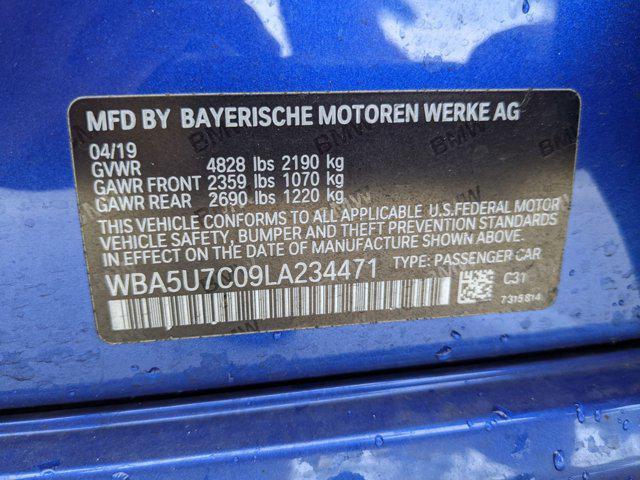 MFD BY BAYERISCHE MOTOREN WERKE AG
04/19
GVWR 4828 lbs 2190 kg
GAWR FRONT 2359 lbs 1070 kg
GAWR REAR 2690 lbs 1220 kg
THIS VEHICLE CONFORMS TO ALL APPLICABLE U.S.FEDERAL MOTOR
VEHICLE SAFETY, BUMPER AND THEFT PREVENTION STANDARDS
IN EFFECT ON THE DATE OF MANUFACTURE SHOWN ABOVE.
WBA5U7C09LA234471 TYPE: PASSENGER CAR
C31
7315814